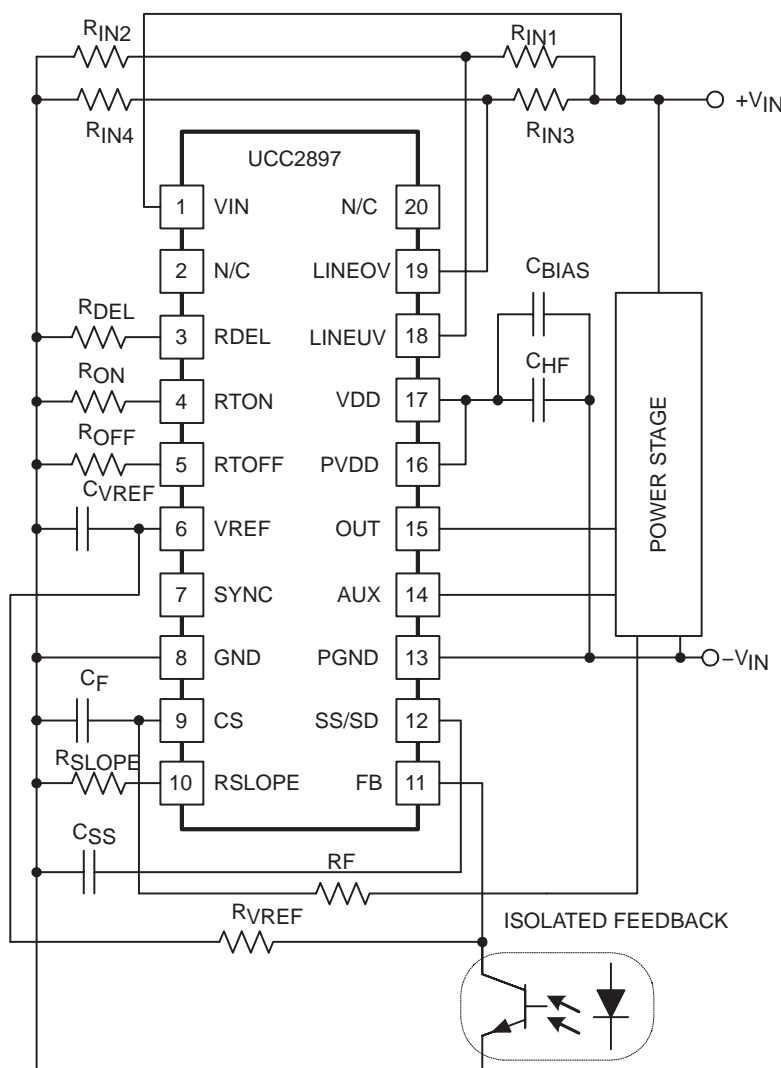 RIN2
RIN1
+VIN
RIN4
RIN3
UCC2897
1 VIN N/C 20
2 N/C LINEOV 19
CBIAS
RDEL
3 RDEL LINEUV 18
CHF
RON
4 RTON VDD 17
ROFF
5 RTOFF PVDD 16
CVREF
6 VREF OUT 15
POWER STAGE
7 SYNC AUX 14
8 GND PGND 13
–VIN
CF
9 CS SS/SD 12
RSLOPE
10 RSLOPE FB 11
CSS
RF
RVREF
ISOLATED FEEDBACK